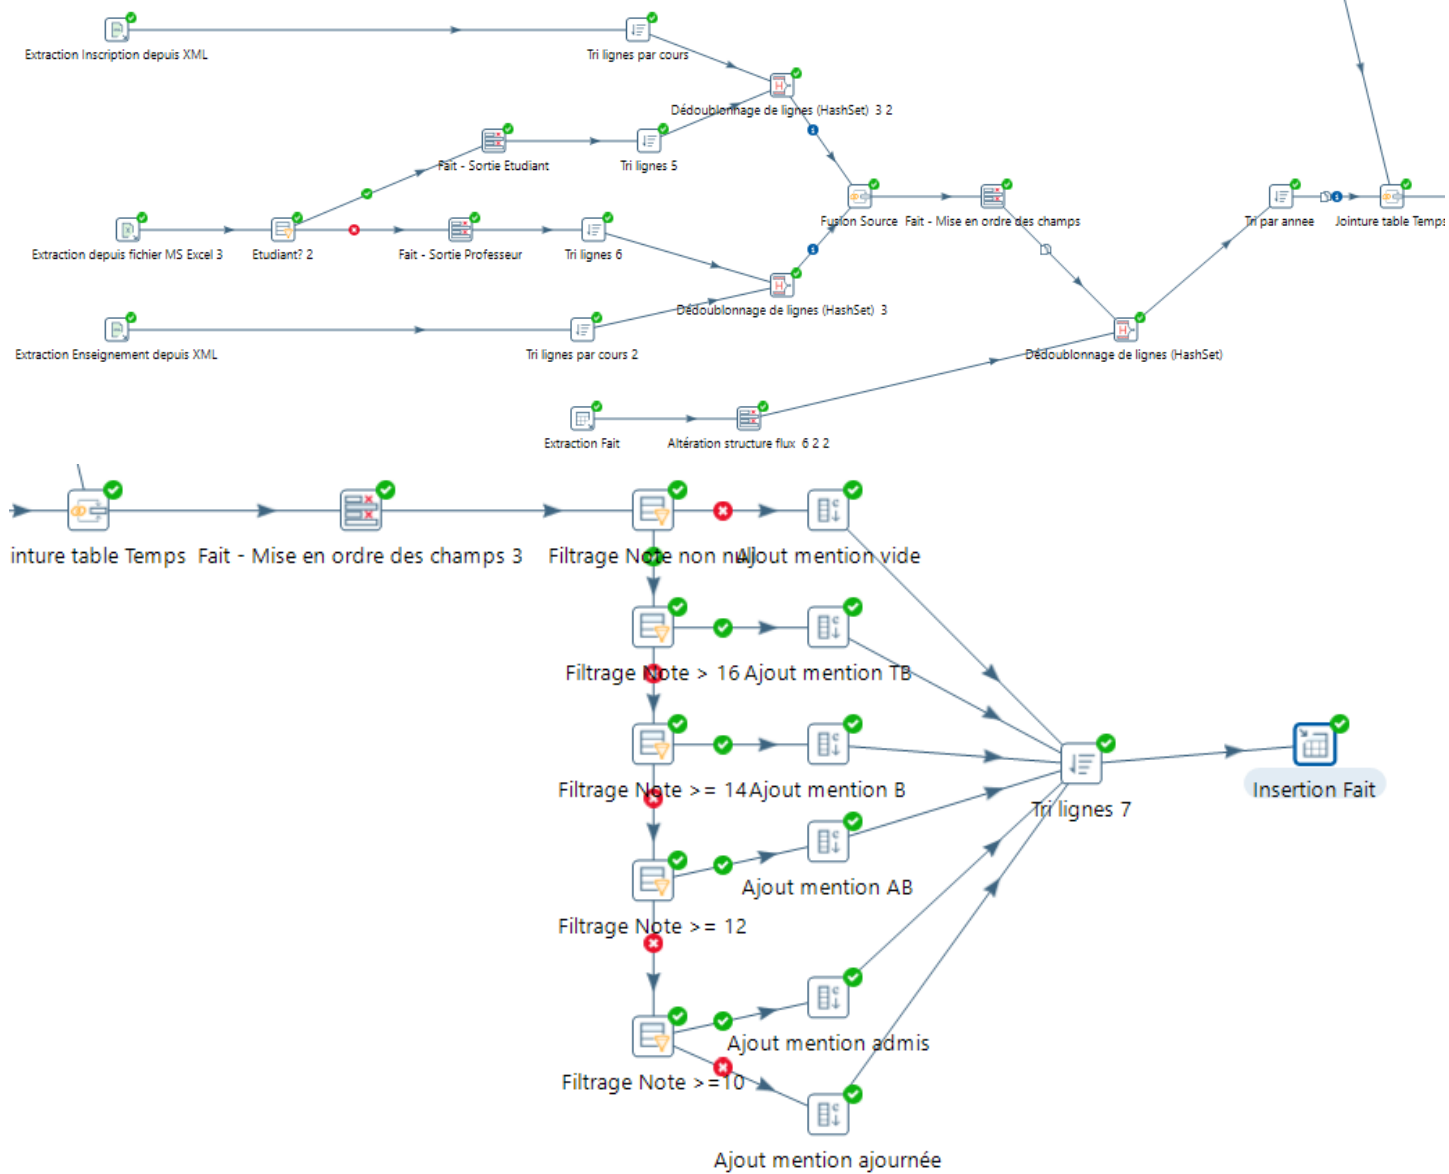 Extraction Inscription depuis XML
Tri lignes par cours
Dédoublonnage de lignes (HashSet) 3 2
Fait - Sortie Etudiant
Tri lignes 5
Fusion Source
Fait - Mise en ordre des champs
Tri par annee
Jointure table Temps
Extraction depuis fichier MS Excel 3
Etudiant? 2
Fait - Sortie Professeur
Tri lignes 6
Dédoublonnage de lignes (HashSet) 3
Extraction Enseignement depuis XML
Tri lignes par cours 2
Dédoublonnage de lignes (HashSet)
Extraction Fait
Altération structure flux 6 2 2
inture table Temps
Fait - Mise en ordre des champs 3
Filtrage Note non null
Ajout mention vide
Filtrage Note > 16
Ajout mention TB
Filtrage Note >= 14
Ajout mention B
Tri lignes 7
Insertion Fait
Ajout mention AB
Filtrage Note >= 12
Ajout mention admis
Filtrage Note >=10
Ajout mention ajournée